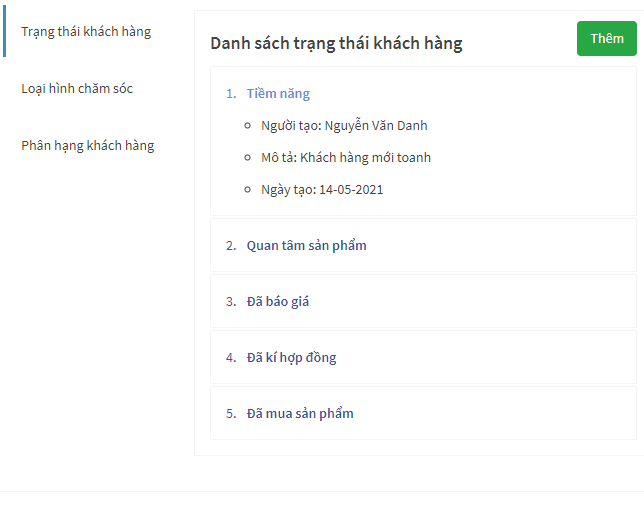 Trạng thái khách hàng
Loại hình chăm sóc
Phân hạng khách hàng
Danh sách trạng thái khách hàng
Thêm
1. Tiềm năng
Người tạo: Nguyễn Văn Danh
Mô tả: Khách hàng mới toanh
Ngày tạo: 14-05-2021
2. Quan tâm sản phẩm
3. Đã báo giá
4. Đã kí hợp đồng
5. Đã mua sản phẩm